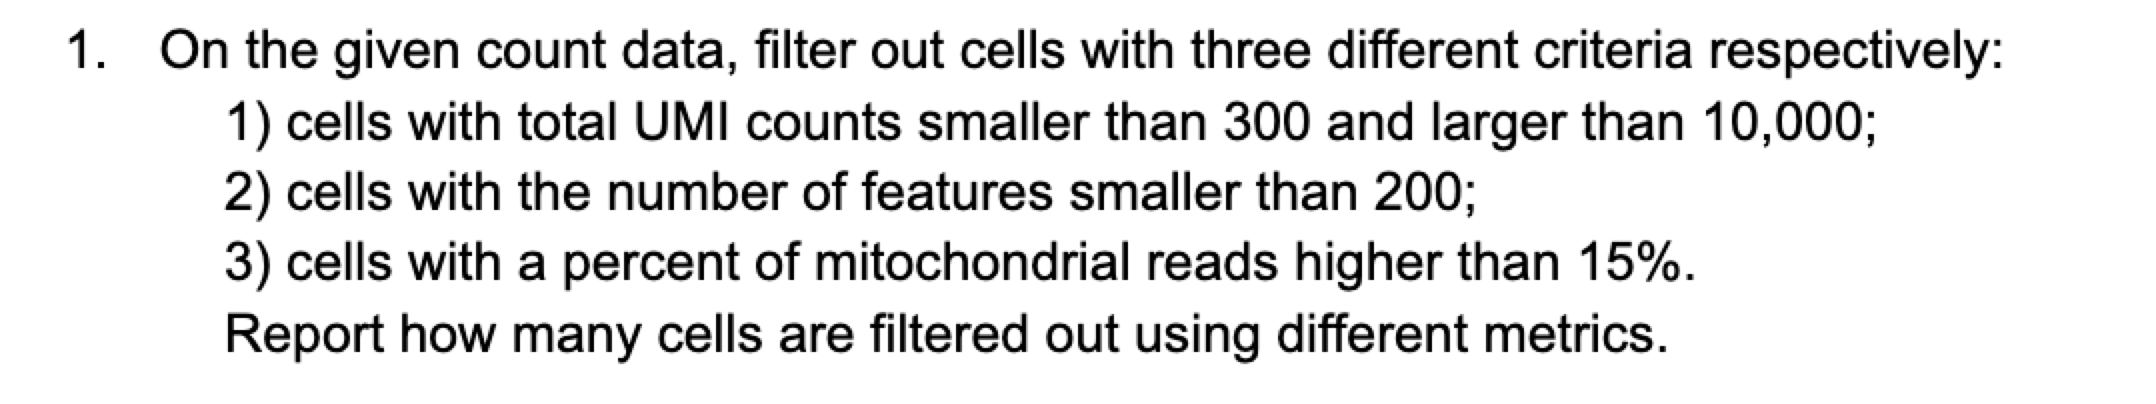 1. On the given count data, filter out cells with three different criteria respectively:
1) cells with total UMI counts smaller than 300 and larger than 10,000;
2) cells with the number of features smaller than 200;
3) cells with a percent of mitochondrial reads higher than 15%.
Report how many cells are filtered out using different metrics.